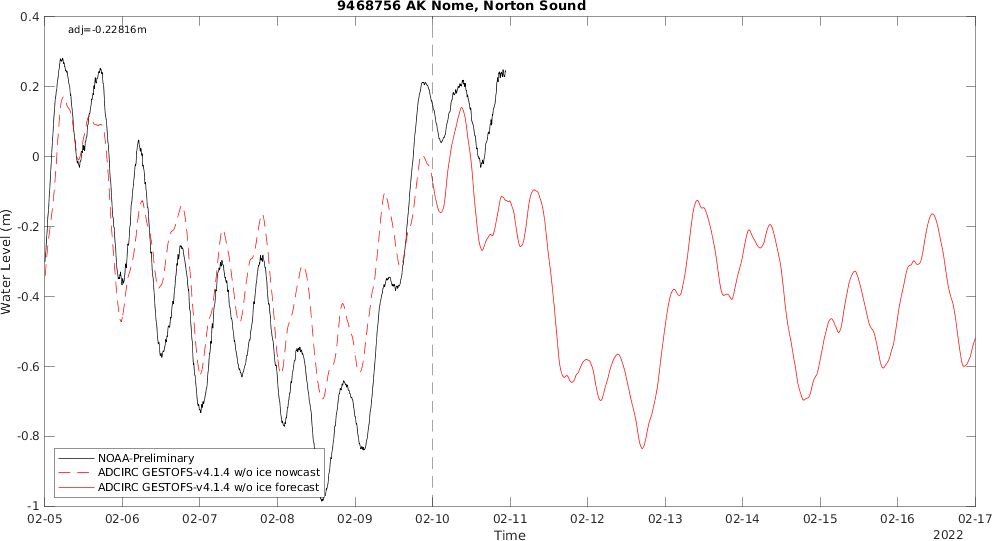 9468756 AK Nome, Norton Sound
adj=-0.22816m
0.4
0.2
0
-0.2
-0.4
-0.6
-0.8
-1
Water Level (m)
NOAA-Preliminary
ADCIRC GESTOFS-v4.1.4 w/o ice nowcast
ADCIRC GESTOFS-v4.1.4 w/o ice forecast
02-05 02-06 02-07 02-08 02-09 02-10 02-11 02-12 02-13 02-14 02-15 02-16 02-17
Time
2022